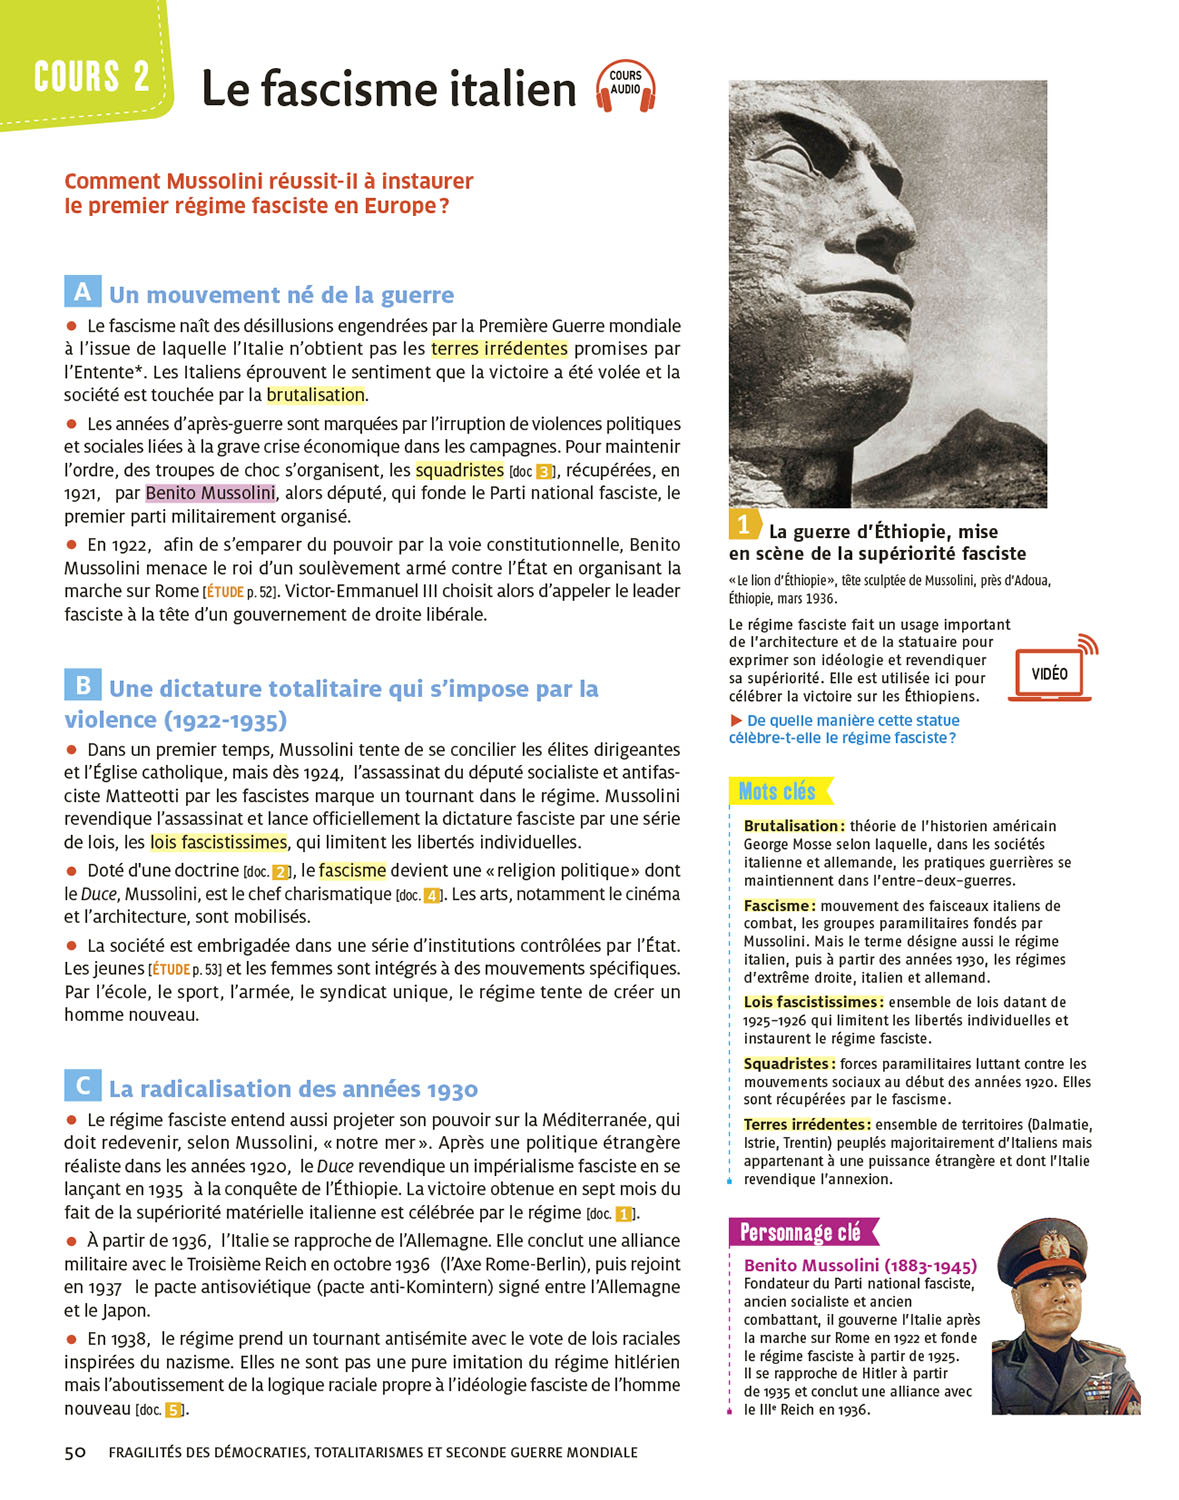 COURS 2
Le fascisme italien
COURS
AUDIO
Comment Mussolini réussit-il à instaurer
le premier régime fasciste en Europe ?
A Un mouvement né de la guerre
• Le fascisme naît des désillusions engendrées par la Première Guerre mondiale
à l’issue de laquelle l’Italie n’obtient pas les terres irrédentes promises par
l’Entente*. Les Italiens éprouvent le sentiment que la victoire a été volée et la
société est touchée par la brutalisation.
• Les années d’après-guerre sont marquées par l’irruption de violences politiques
et sociales liées à la grave crise économique dans les campagnes. Pour maintenir
l’ordre, des troupes de choc s’organisent, les squadristes [doc 3], récupérées, en
1921, par Benito Mussolini, alors député, qui fonde le Parti national fasciste, le
premier parti militairement organisé.
• En 1922, afin de s’emparer du pouvoir par la voie constitutionnelle, Benito
Mussolini menace le roi d’un soulèvement armé contre l’État en organisant la
marche sur Rome [ÉTUDE p. 52]. Victor-Emmanuel III choisit alors d’appeler le leader
fasciste à la tête d’un gouvernement de droite libérale.
B Une dictature totalitaire qui s’impose par la
violence (1922-1935)
• Dans un premier temps, Mussolini tente de se concilier les élites dirigeantes
et l’Église catholique, mais dès 1924, l’assassinat du député socialiste et antifas-
ciste Matteotti par les fascistes marque un tournant dans le régime. Mussolini
revendique l’assassinat et lance officiellement la dictature fasciste par une série
de lois, les lois fascistissimes, qui limitent les libertés individuelles.
• Doté d'une doctrine [doc. 2], le fascisme devient une « religion politique » dont
le Duce, Mussolini, est le chef charismatique [doc. 4]. Les arts, notamment le cinéma
et l’architecture, sont mobilisés.
• La société est embrigadée dans une série d’institutions contrôlées par l’État.
Les jeunes [ÉTUDE p. 53] et les femmes sont intégrés à des mouvements spécifiques.
Par l’école, le sport, l’armée, le syndicat unique, le régime tente de créer un
homme nouveau.
C La radicalisation des années 1930
• Le régime fasciste entend aussi projeter son pouvoir sur la Méditerranée, qui
doit redevenir, selon Mussolini, « notre mer ». Après une politique étrangère
réaliste dans les années 1920, le Duce revendique un impérialisme fasciste en se
lançant en 1935 à la conquête de l’Éthiopie. La victoire obtenue en sept mois du
fait de la supériorité matérielle italienne est célébrée par le régime [doc. 1].
• À partir de 1936, l’Italie se rapproche de l’Allemagne. Elle conclut une alliance
militaire avec le Troisième Reich en octobre 1936 (l’Axe Rome-Berlin), puis rejoint
en 1937 le pacte antisoviétique (pacte anti-Komintern) signé entre l’Allemagne
et le Japon.
• En 1938, le régime prend un tournant antisémite avec le vote de lois raciales
inspirées du nazisme. Elles ne sont pas une pure imitation du régime hitlérien
mais l’aboutissement de la logique raciale propre à l’idéologie fasciste de l’homme
nouveau [doc. 5].
1 La guerre d’Éthiopie, mise
en scène de la supériorité fasciste
« Le lion d’Éthiopie », tête sculptée de Mussolini, près d’Adoua,
Éthiopie, mars 1936.
Le régime fasciste fait un usage important
de l’architecture et de la statuaire pour
exprimer son idéologie et revendiquer
sa supériorité. Elle est utilisée ici pour
célébrer la victoire sur les Éthiopiens.
VIDÉO
▶ De quelle manière cette statue
célèbre-t-elle le régime fasciste ?
Mots clés
Brutalisation : théorie de l’historien américain
George Mosse selon laquelle, dans les sociétés
italienne et allemande, les pratiques guerrières se
maintiennent dans l’entre-deux-guerres.
Fascisme : mouvement des faisceaux italiens de
combat, les groupes paramilitaires fondés par
Mussolini. Mais le terme désigne aussi le régime
italien, puis à partir des années 1930, les régimes
d’extrême droite, italien et allemand.
Lois fascistissimes : ensemble de lois datant de
1925-1926 qui limitent les libertés individuelles et
instaurent le régime fasciste.
Squadristes : forces paramilitaires luttant contre les
mouvements sociaux au début des années 1920. Elles
sont récupérées par le fascisme.
Terres irrédentes : ensemble de territoires (Dalmatie,
Istrie, Trentin) peuplés majoritairement d’Italiens mais
appartenant à une puissance étrangère et dont l’Italie
revendique l’annexion.
Personnage clé
Benito Mussolini (1883-1945)
Fondateur du Parti national fasciste,
ancien socialiste et ancien
combattant, il gouverne l’Italie après
la marche sur Rome en 1922 et fonde
le régime fasciste à partir de 1925.
Il se rapproche de Hitler à partir
de 1935 et conclut une alliance avec
le IIIe Reich en 1936.
50 FRAGILITÉS DES DÉMOCRATIES, TOTALITARISMES ET SECONDE GUERRE MONDIALE